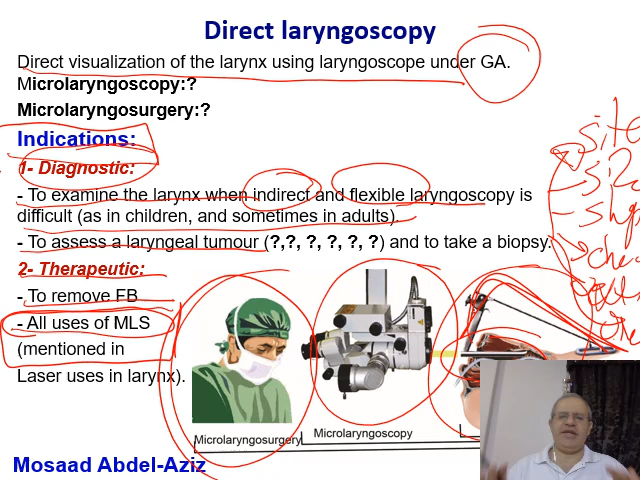 Direct laryngoscopy
Direct visualization of the larynx using laryngoscope under GA.
Microlaryngoscopy:?
Microlaryngosurgery:?
Indications:
1- Diagnostic:
- To examine the larynx when indirect and flexible laryngoscopy is
difficult (as in children, and sometimes in adults).
- To assess a laryngeal tumour (?,?, ?, ?, ?, ?) and to take a biopsy.
2- Therapeutic:
- To remove FB
- All uses of MLS
(mentioned in
Laser uses in larynx).
site
Microlaryngosurgery
Microlaryngoscopy
Mosaad Abdel-Aziz